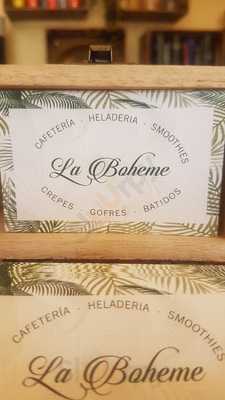 CAFETERÍA · HELADERIA · SMOOTHIES
La Boheme
CREPES · GOFRES · BATIDOS
CAFETERÍA · HELADERIA · SMOOTHIES
La Boheme